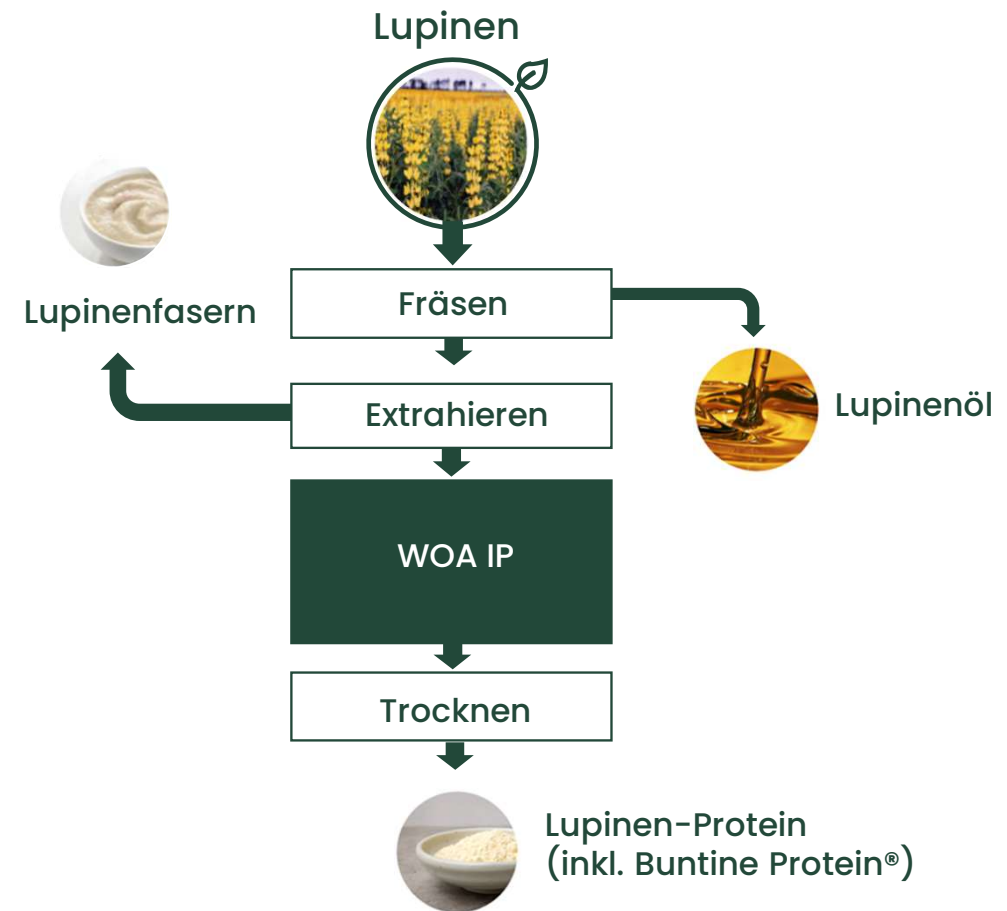 Lupinen
Fräsen
Lupinenfasern
Extrahieren
Lupinenöl
WOA IP
Trocknen
Lupinen-Protein
(inkl. Buntine Protein®)